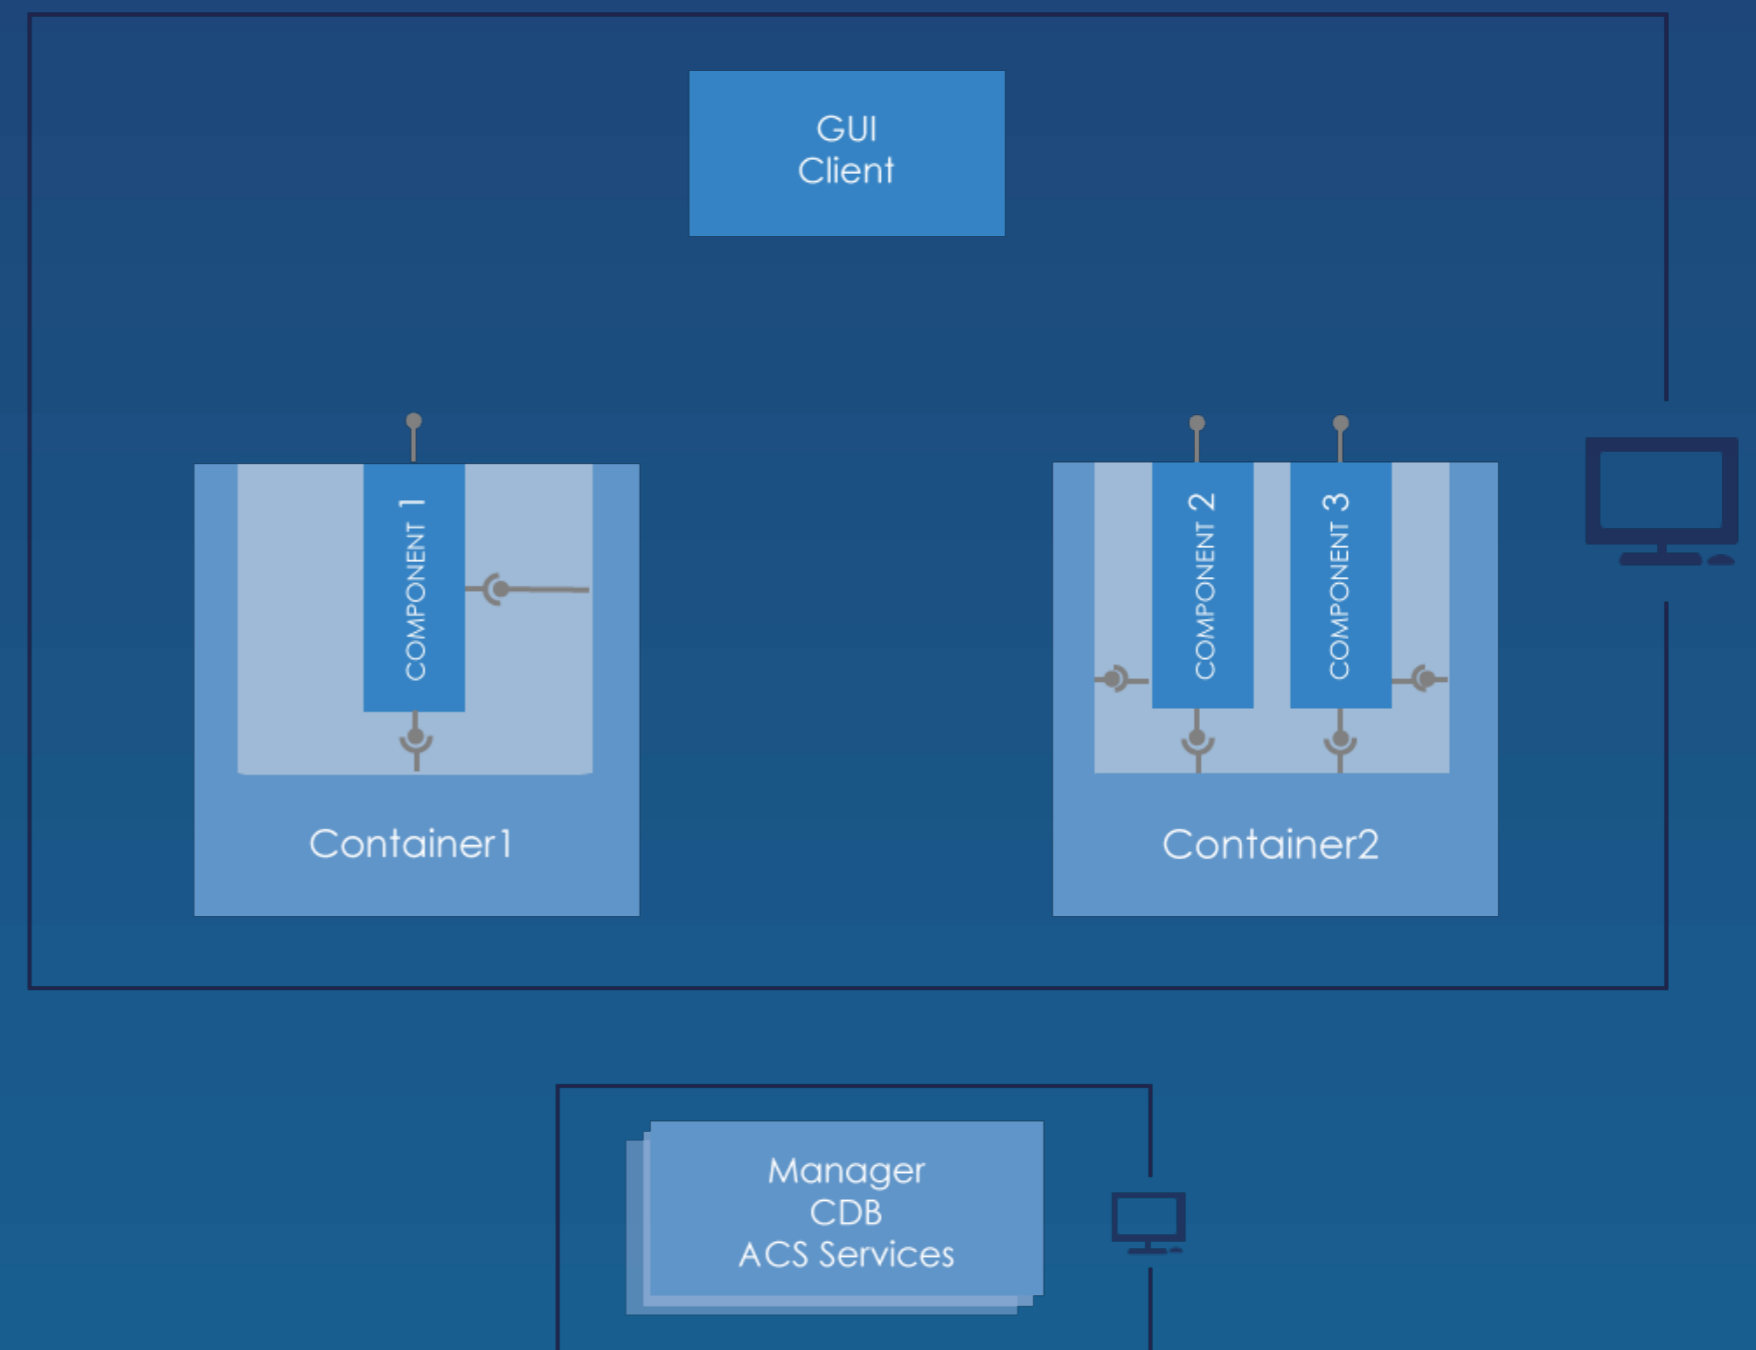 GUI
Client
COMPONENT 1
COMPONENT 2
COMPONENT 3
Container1
Container2
Manager
CDB
ACS Services